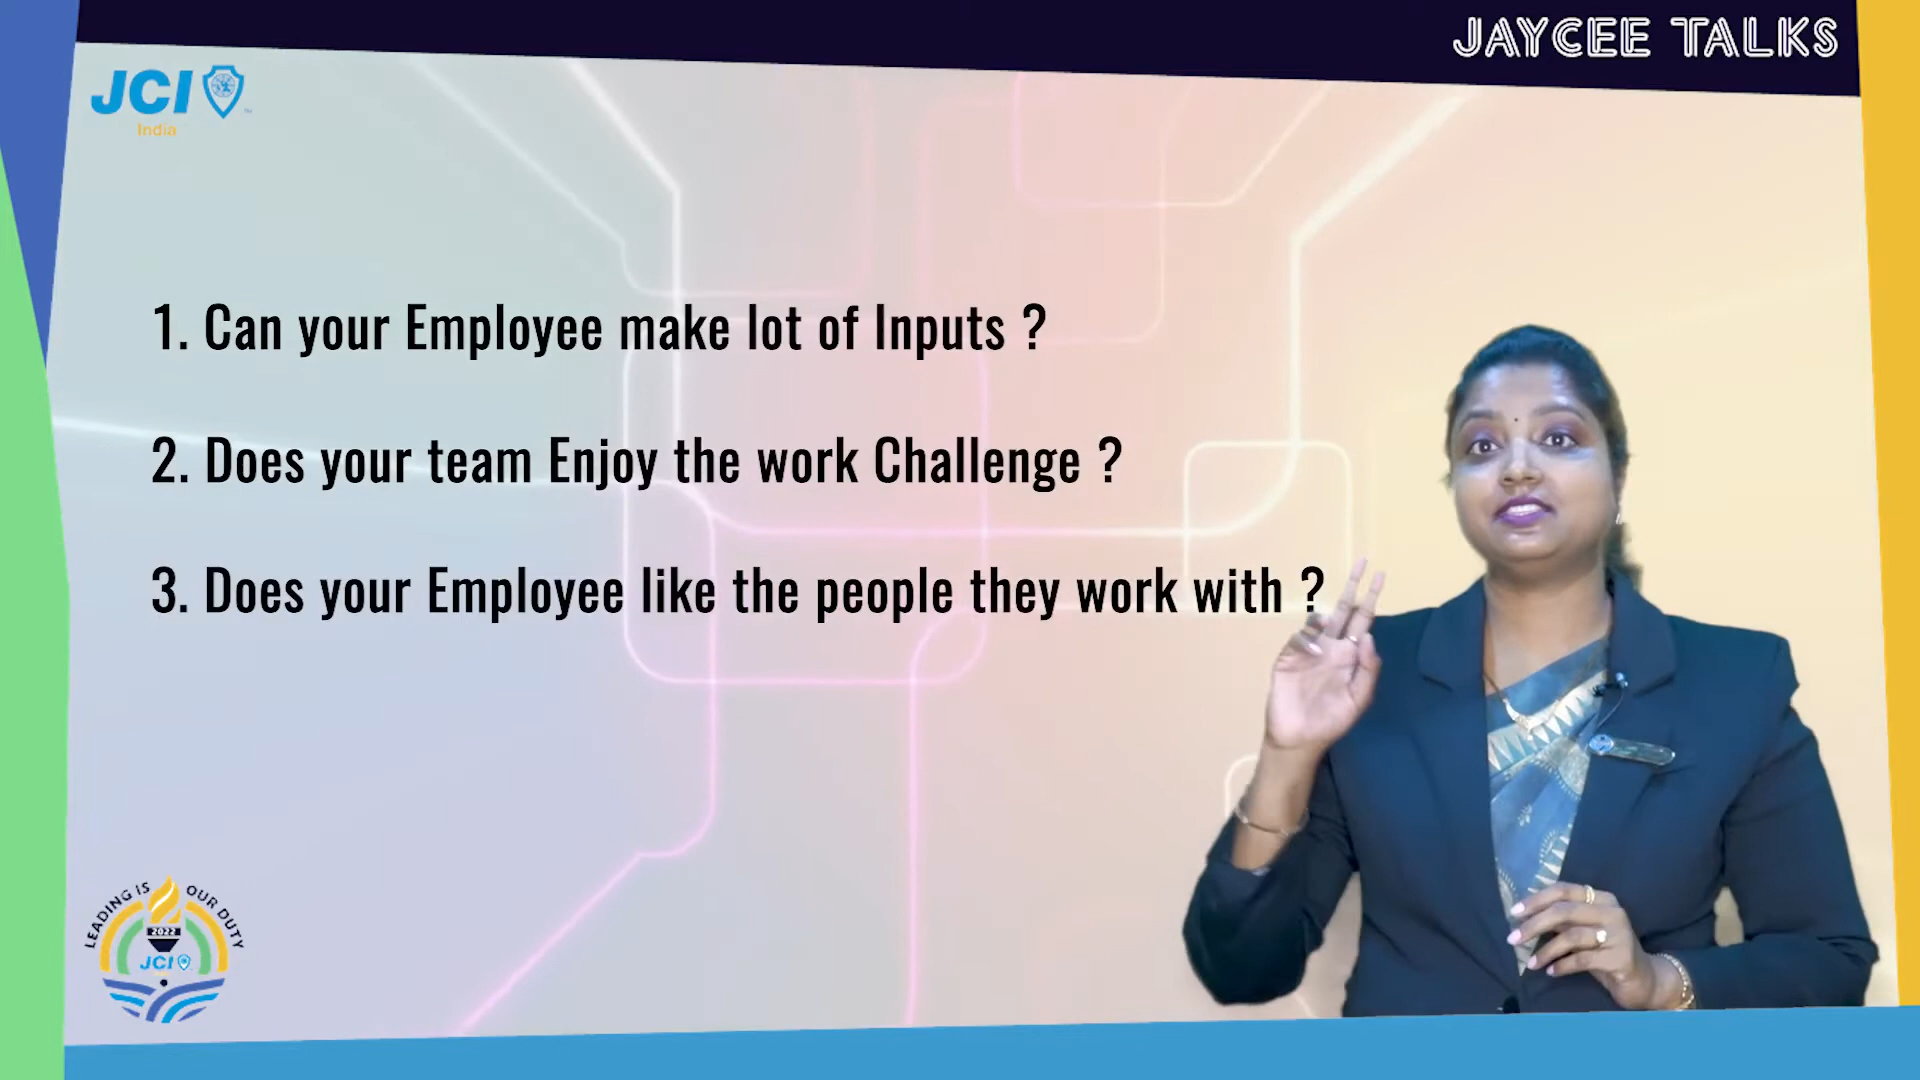 JAYCEE TALKS
JCI
India
1. Can your Employee make lot of Inputs ?
2. Does your team Enjoy the work Challenge ?
3. Does your Employee like the people they work with ?
LEADING IS OUR DUTY
2022
JCI